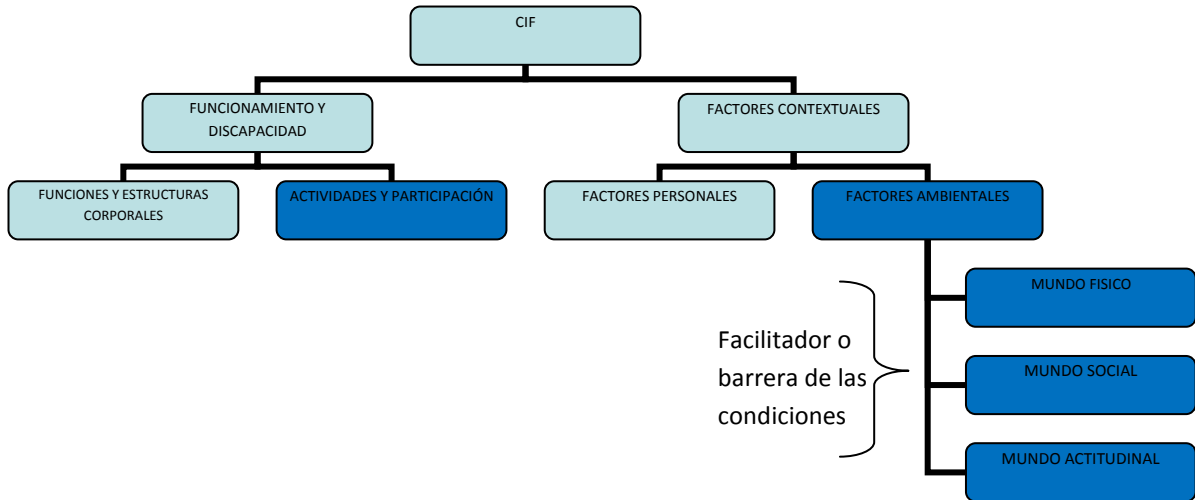 CIF
FUNCIONAMIENTO Y
DISCAPACIDAD
FACTORES CONTEXTUALES
FUNCIONES Y ESTRUCTURAS
CORPORALES
ACTIVIDADES Y PARTICIPACIÓN
FACTORES PERSONALES
FACTORES AMBIENTALES
MUNDO FISICO
Facilitador o
barrera de las
condiciones
MUNDO SOCIAL
MUNDO ACTITUDINAL